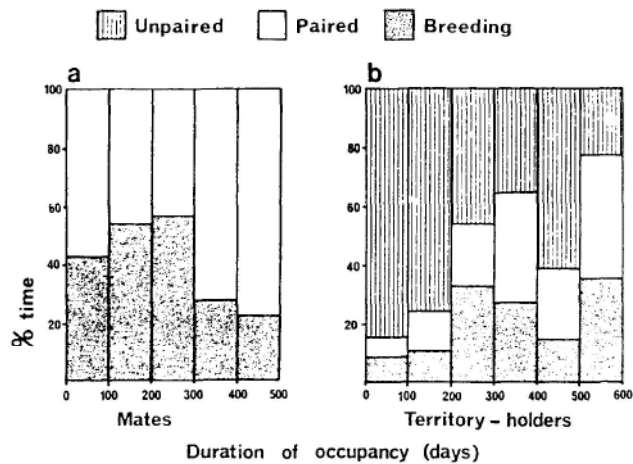 Unpaired Paired Breeding
a b
100 100
80 80
60 60
40 40
20 20
% time
0 100 200 300 400 500 0 100 200 300 400 500 600
Mates Territory - holders
Duration of occupancy (days)